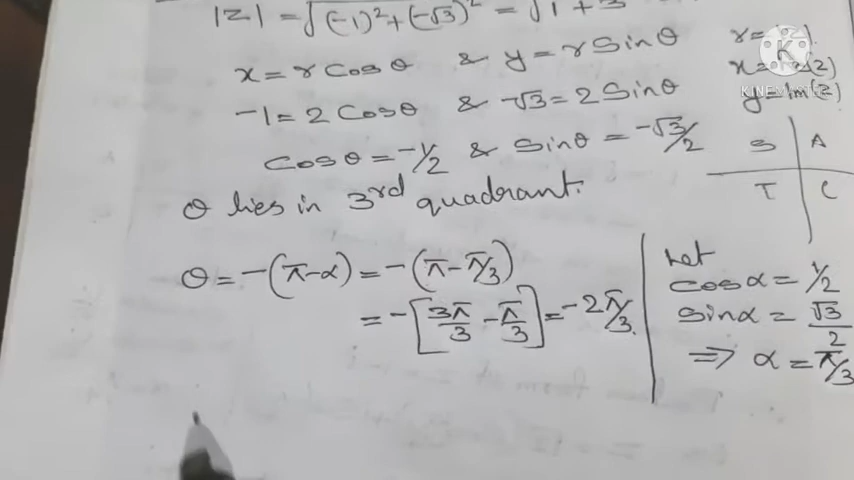 |Z| = √(-1)²+(-√3)² = √1+3
x = r cos θ & y = r sin θ
-1 = 2 cos θ & -√3 = 2 sin θ
cos θ = -1/2 & sin θ = -√3/2
θ lies in 3rd quadrant.
θ = -(π-α) = -(π-π/3)
= -[3π/3 - π/3] = -2π/3.
y = Im(z)
S A
T C
Let
cos α = 1/2
sin α = √3/2
⇒ α = π/3
K